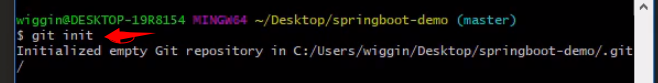 wiggin@DESKTOP-19R8154 MINGW64 ~/Desktop/springboot-demo (master)
$ git init
Initialized empty Git repository in C:/Users/wiggin/Desktop/springboot-demo/.git
/